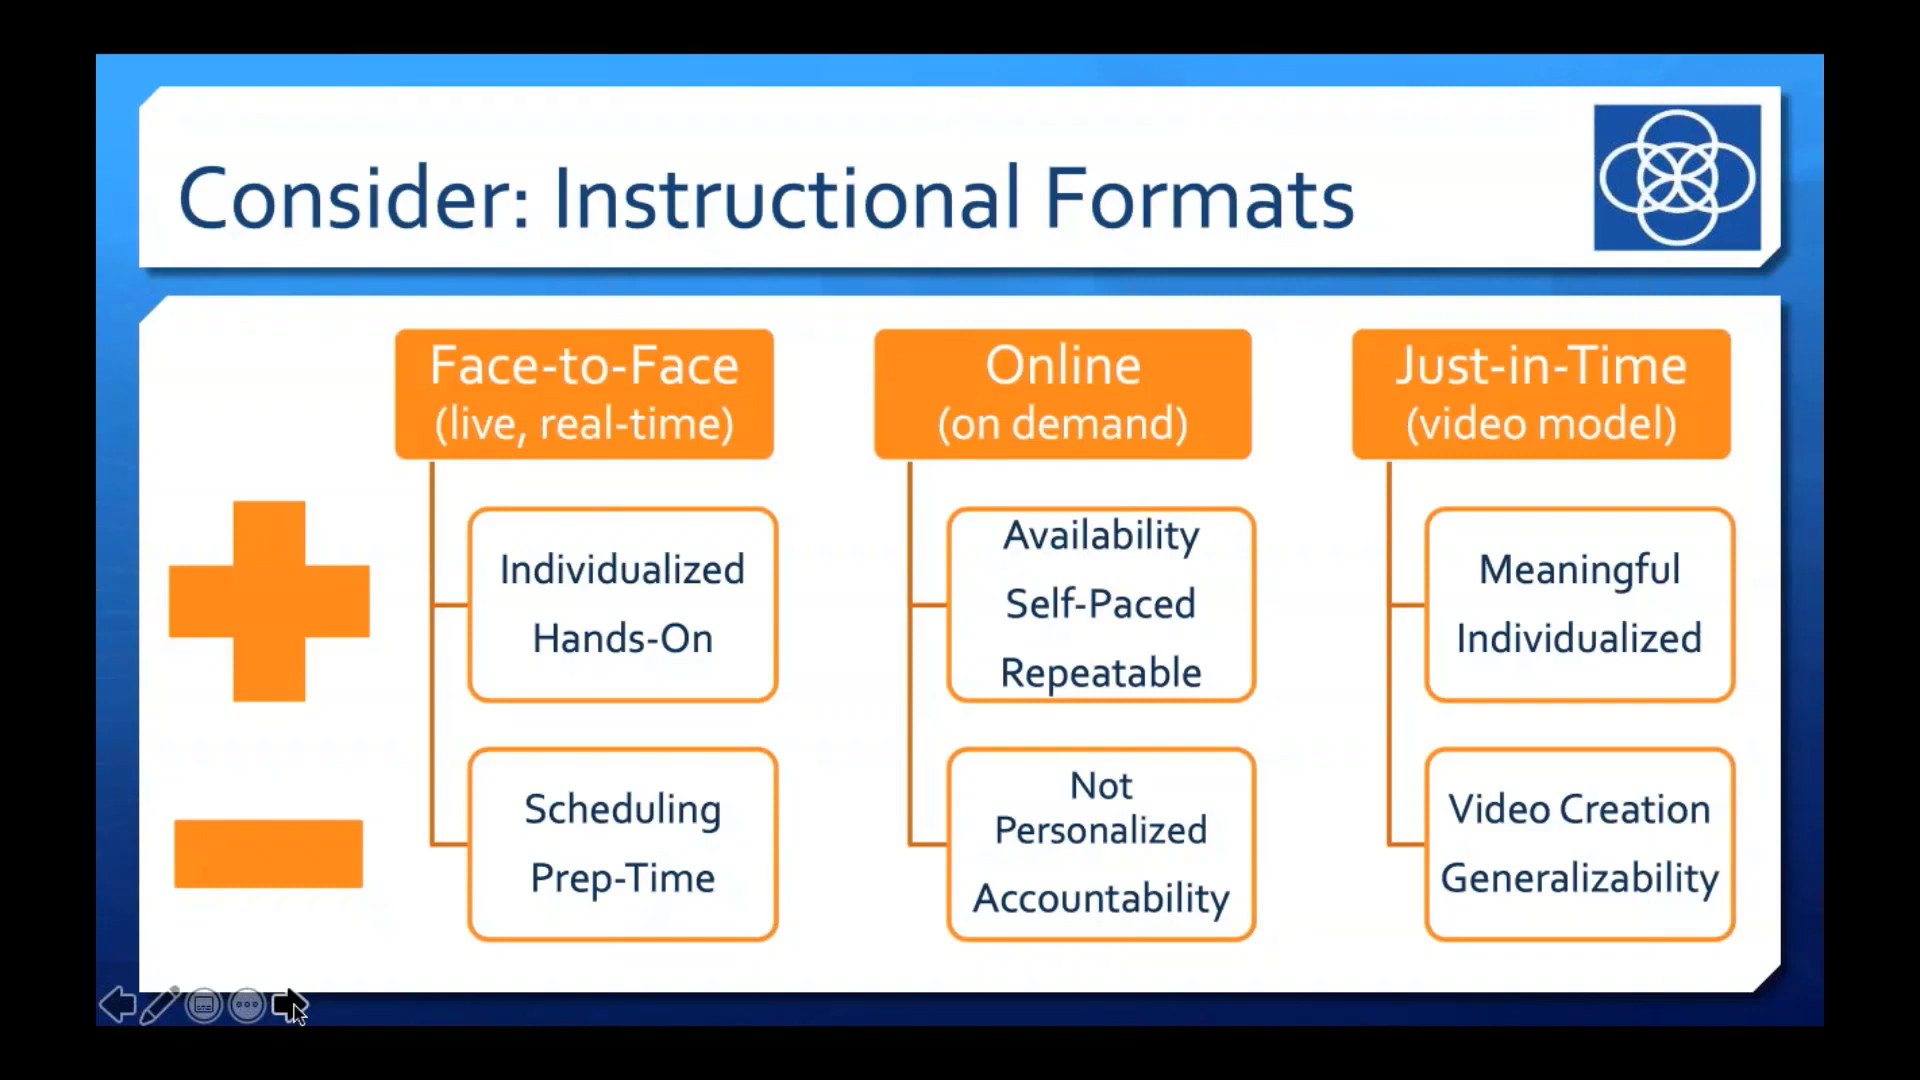 Consider: Instructional Formats
Face-to-Face
(live, real-time)
Individualized
Hands-On
Scheduling
Prep-Time
Online
(on demand)
Availability
Self-Paced
Repeatable
Not
Personalized
Accountability
Just-in-Time
(video model)
Meaningful
Individualized
Video Creation
Generalizability